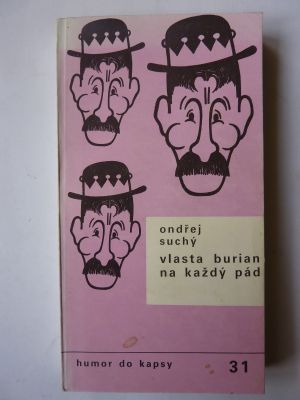 ondřej
suchý
vlasta burian
na každý pád
humor do kapsy 31